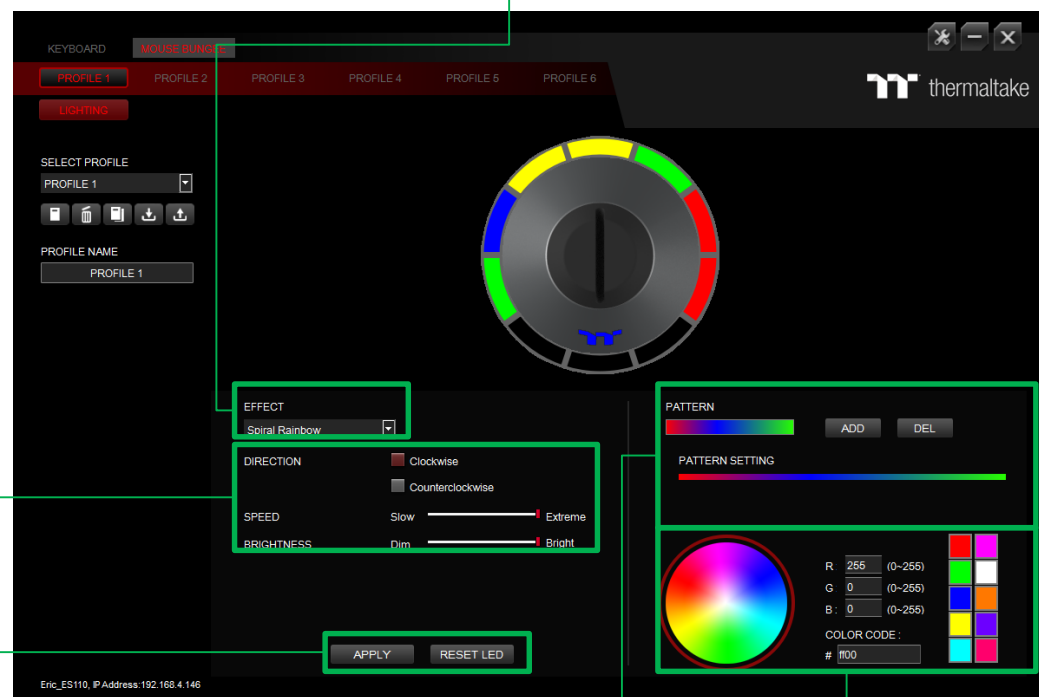 KEYBOARD MOUSE BUNGEE
PROFILE 1 PROFILE 2 PROFILE 3 PROFILE 4 PROFILE 5 PROFILE 6
thermaltake
LIGHTING
SELECT PROFILE
PROFILE 1
PROFILE NAME
PROFILE 1
EFFECT
Spiral Rainbow
DIRECTION Clockwise
Counterclockwise
SPEED Slow Extreme
BRIGHTNESS Dim Bright
APPLY RESET LED
PATTERN
ADD DEL
PATTERN SETTING
R 255 (0~255)
G 0 (0~255)
B : 0 (0~255)
COLOR CODE :
# ff00
Eric_ES110, IP Address:192.168.4.146